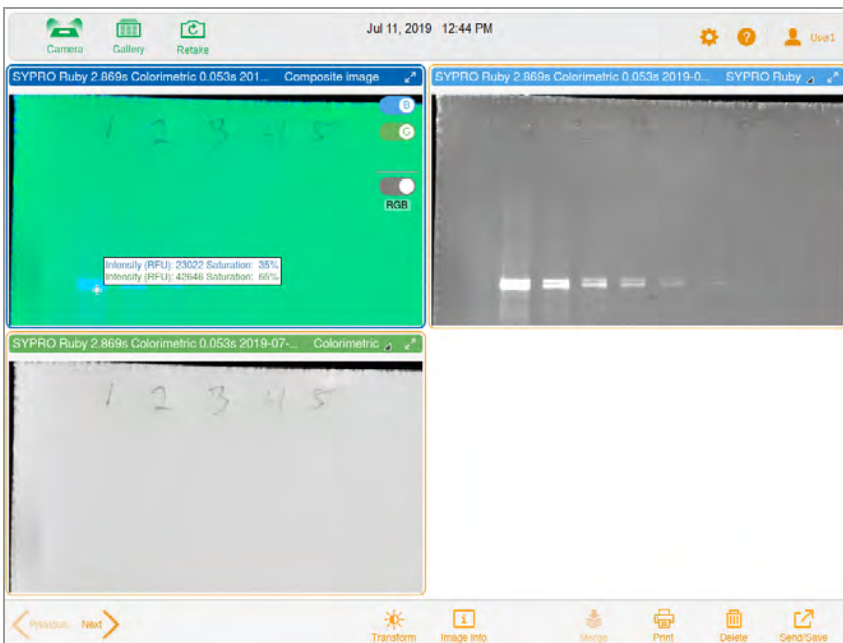 Jul 11, 2019 12:44 PM
Camera Gallery Retake User1
SYPRO Ruby 2.869s Colorimetric 0.053s 201... Composite image
B
G
RGB
1 2 3 4 5
Intensity (RFU): 23022 Saturation: 35%
Intensity (RFU): 42646 Saturation: 65%
SYPRO Ruby 2.869s Colorimetric 0.053s 2019-0... SYPRO Ruby
SYPRO Ruby 2.869s Colorimetric 0.053s 2019-07-... Colorimetric
1 2 3 4 5
Previous Next Transform Image Info Merge Print Delete Send/Save